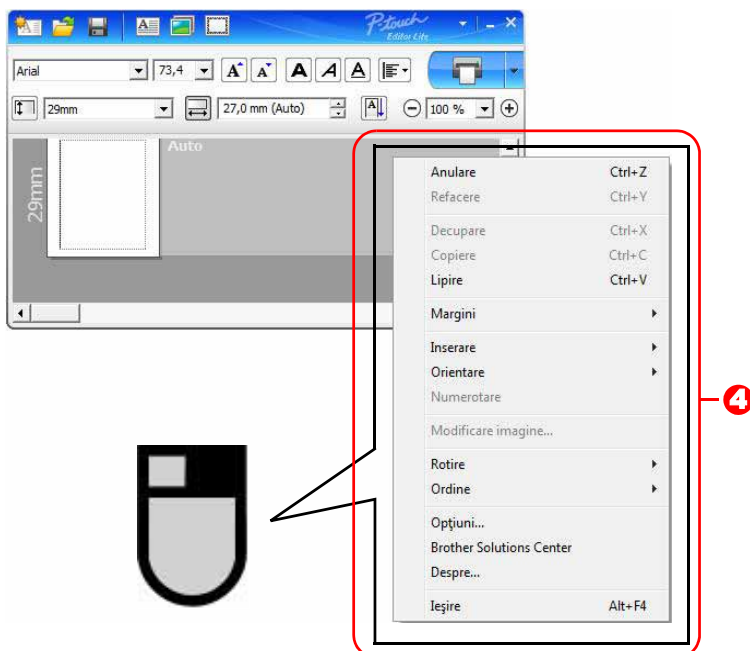 P-touch
Editor Lite
Arial 73,4 A A A A A
29mm 27,0 mm (Auto) A 100 %
29mm
Auto
Anulare Ctrl+Z
Refacere Ctrl+Y
Decupare Ctrl+X
Copiere Ctrl+C
Lipire Ctrl+V
Margini
Inserare
Orientare
Numerotare
Modificare imagine...
Rotire
Ordine
Opţiuni...
Brother Solutions Center
Despre...
Ieşire Alt+F4
4